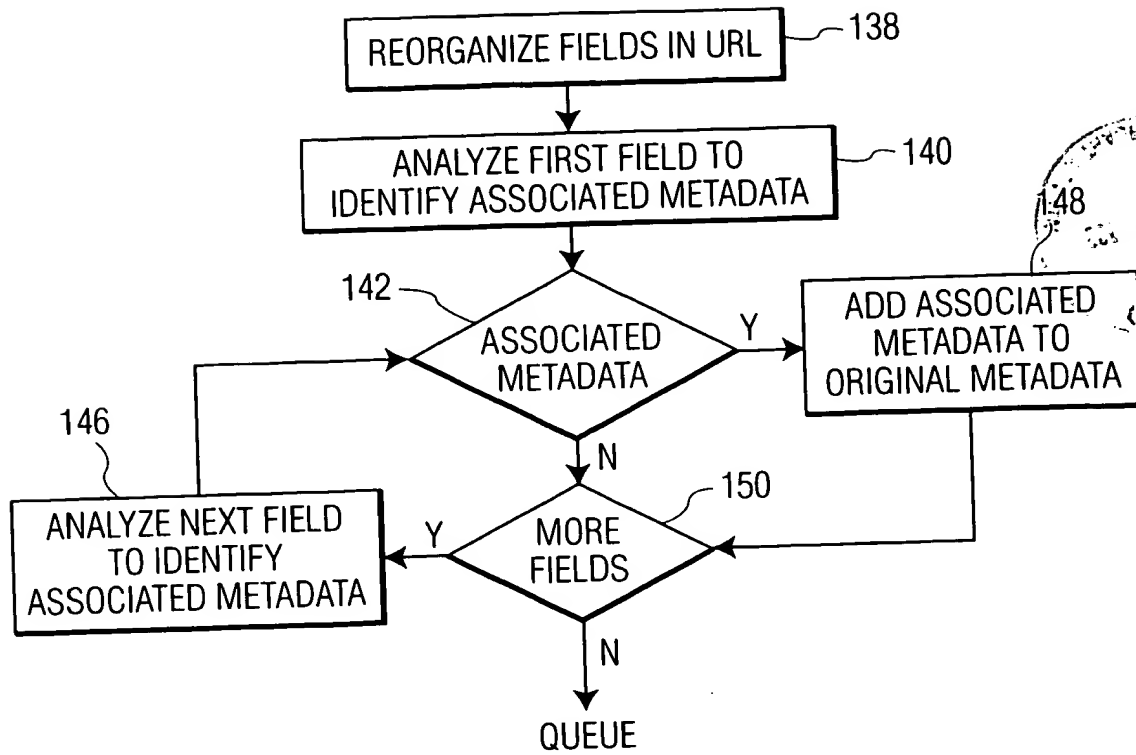 REORGANIZE FIELDS IN URL
138
ANALYZE FIRST FIELD TO
IDENTIFY ASSOCIATED METADATA
140
142
ASSOCIATED
METADATA
Y
148
ADD ASSOCIATED
METADATA TO
ORIGINAL METADATA
N
146
ANALYZE NEXT FIELD
TO IDENTIFY
ASSOCIATED METADATA
Y
150
MORE
FIELDS
N
QUEUE